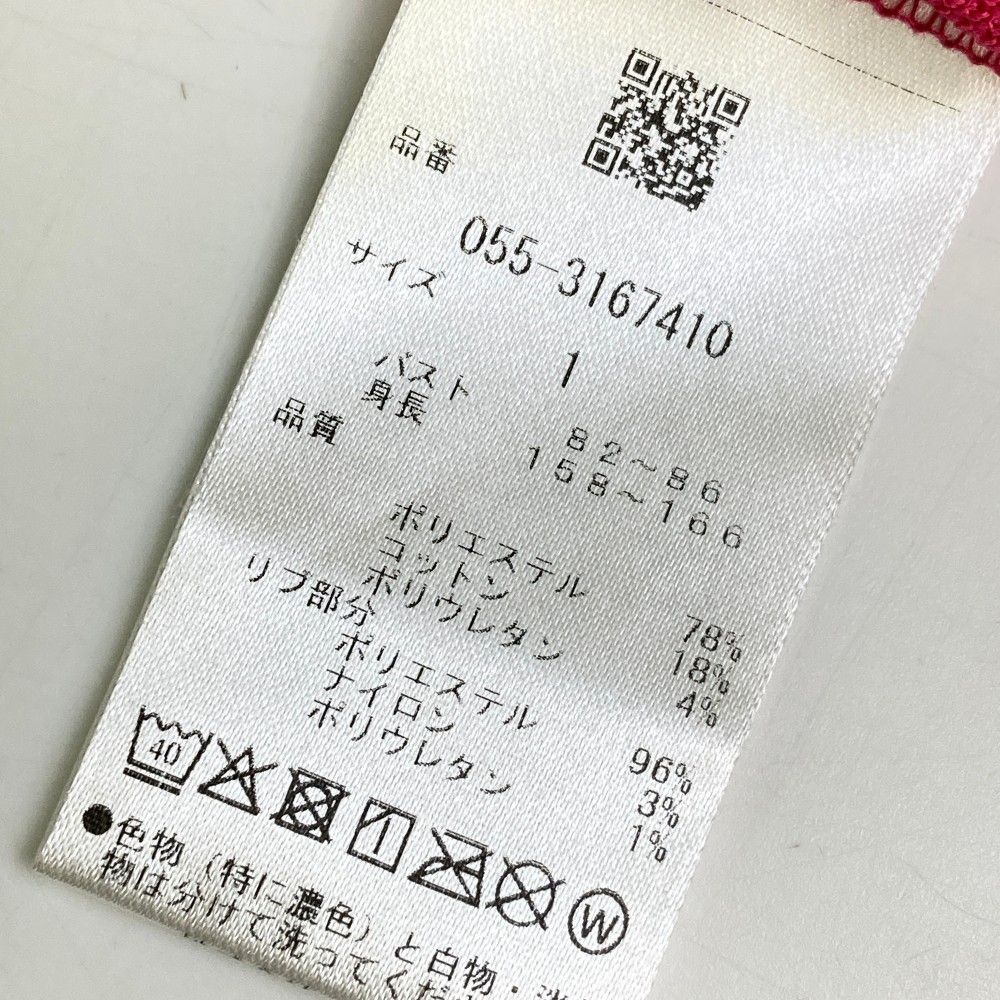 品番
055-3167410
サイズ
1
バスト 82～86
身長 158～166
品質
ポリエステル 78%
コットン 18%
ポリウレタン 4%
リブ部分
ポリエステル 96%
ナイロン 3%
ポリウレタン 1%
40
W
●色物（特に濃色）と白物・淡
物は分けて洗ってくだ